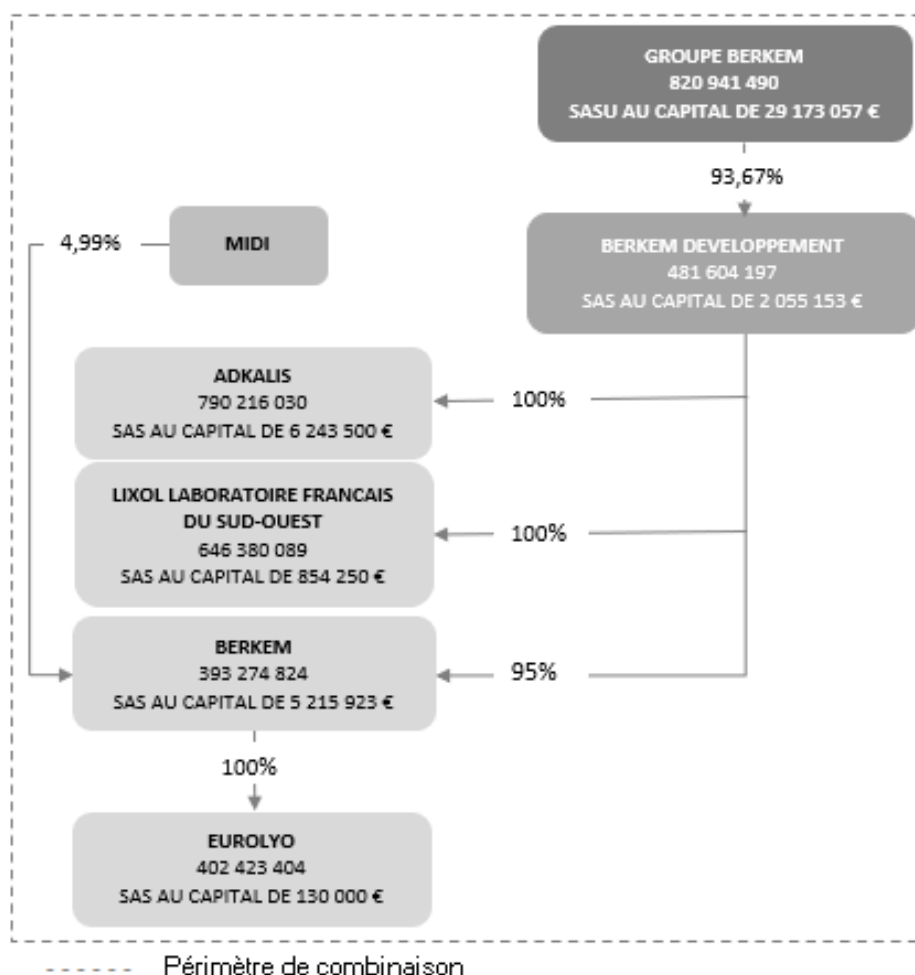 GROUPE BERKEM
820 941 490
SASU AU CAPITAL DE 29 173 057 €
93,67%
4,99%
MIDI
BERKEM DEVELOPPEMENT
481 604 197
SAS AU CAPITAL DE 2 055 153 €
ADKALIS
790 216 030
SAS AU CAPITAL DE 6 243 500 €
100%
LIXOL LABORATOIRE FRANCAIS
DU SUD-OUEST
646 380 089
SAS AU CAPITAL DE 854 250 €
100%
BERKEM
393 274 824
SAS AU CAPITAL DE 5 215 923 €
95%
100%
EUROLYO
402 423 404
SAS AU CAPITAL DE 130 000 €
Périmètre de combinaison